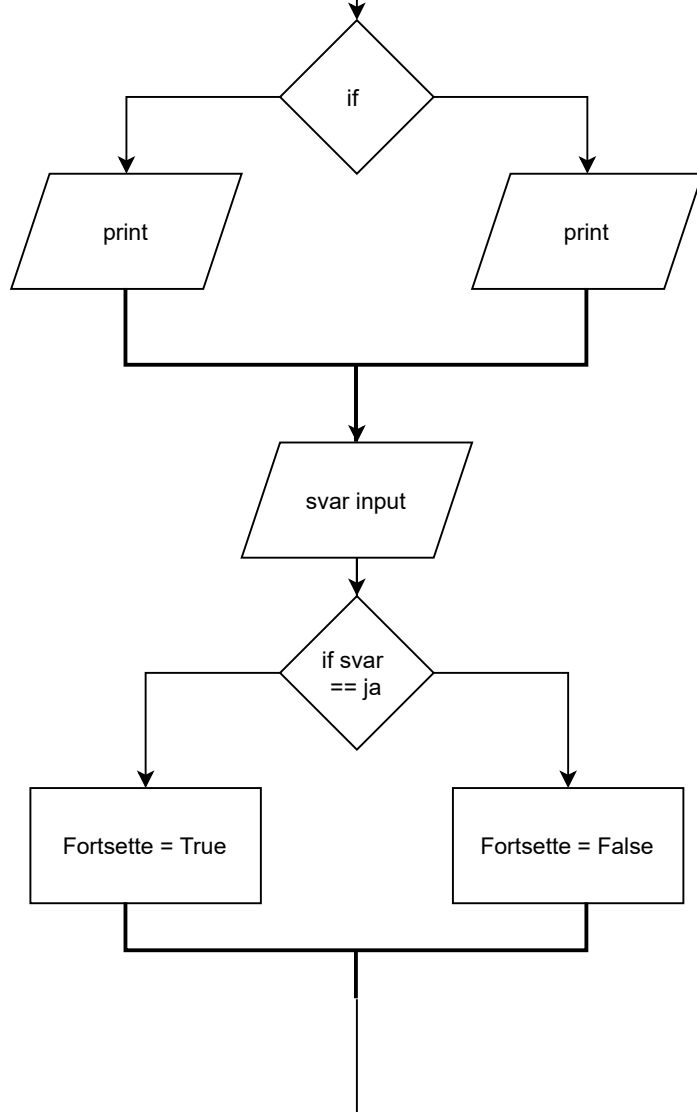 if
print
print
svar input
if svar
== ja
Fortsette = True
Fortsette = False